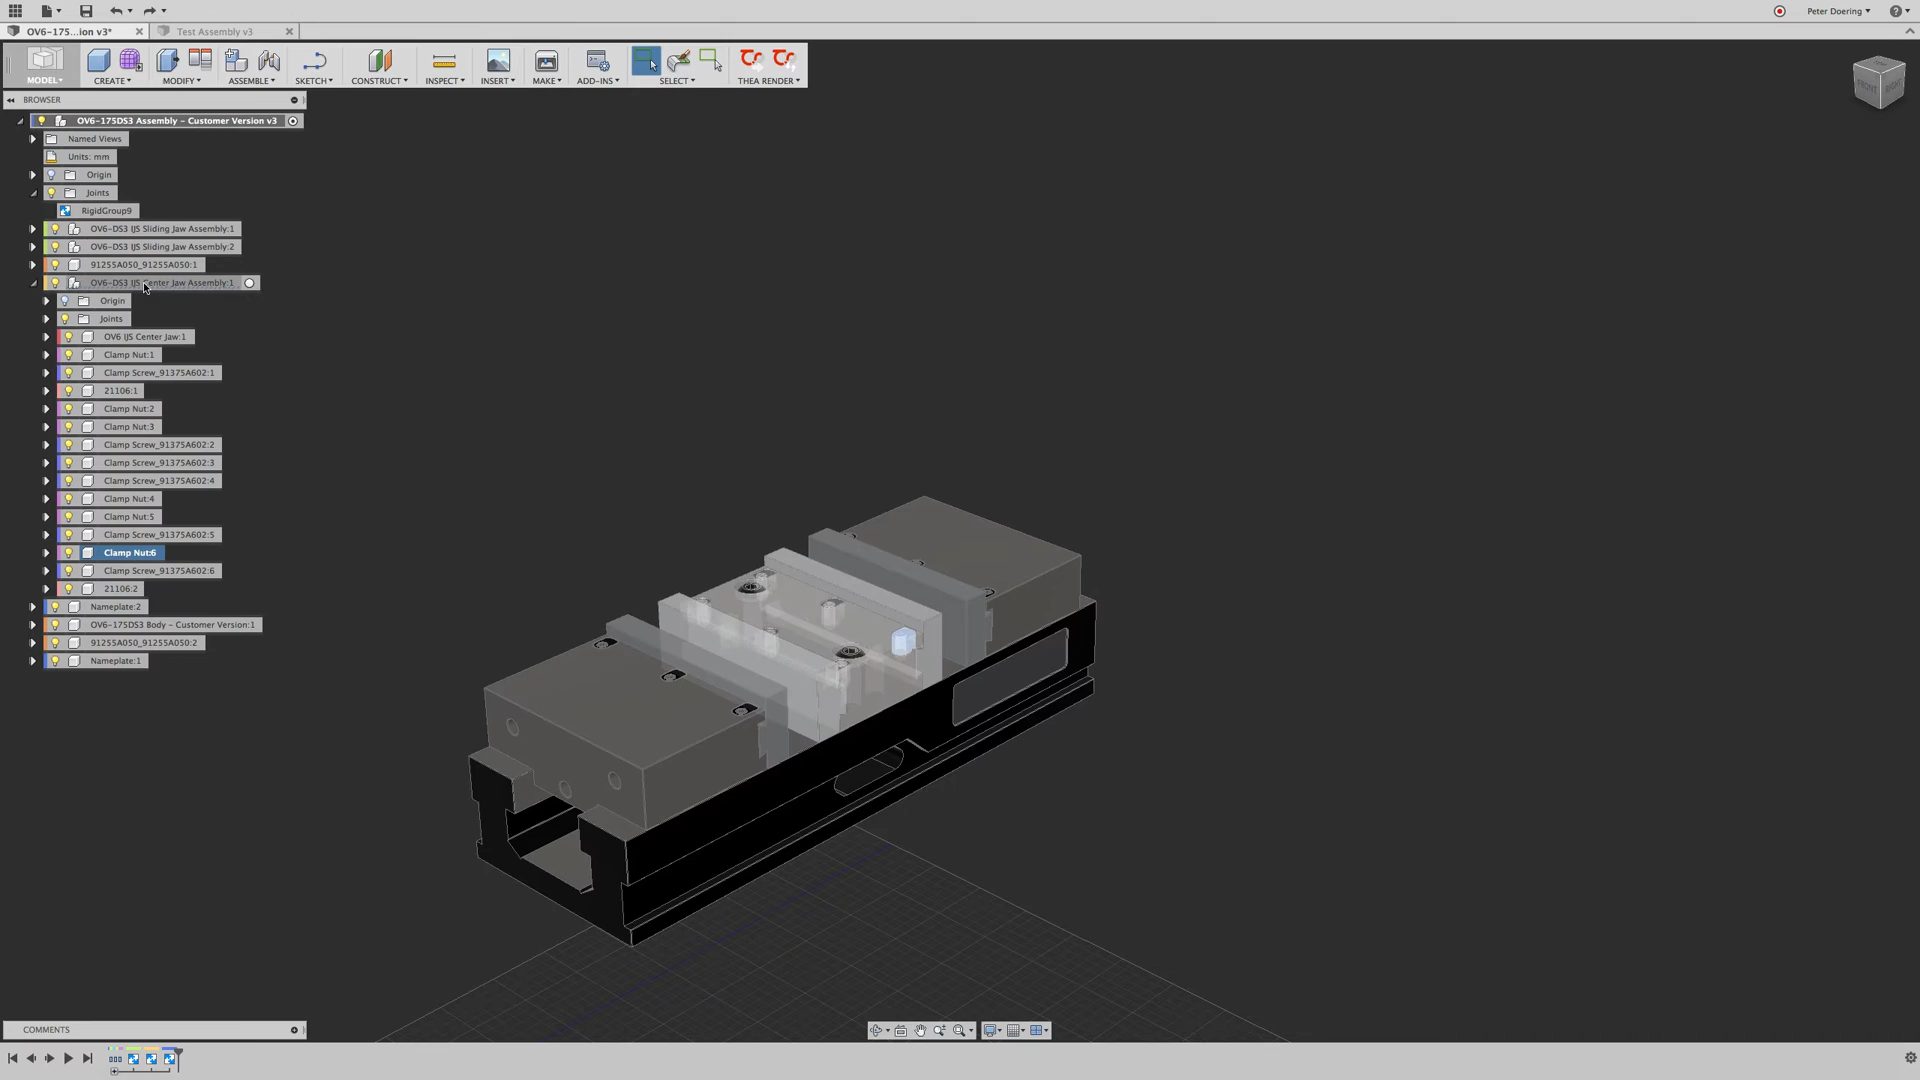 Peter Doering
OV6-175...ion v3*
Test Assembly v3
MODEL
CREATE
MODIFY
ASSEMBLE
SKETCH
CONSTRUCT
INSPECT
INSERT
MAKE
ADD-INS
SELECT
THEA RENDER
BROWSER
OV6-175DS3 Assembly – Customer Version v3
Named Views
Units: mm
Origin
Joints
RigidGroup9
OV6-DS3 IJS Sliding Jaw Assembly:1
OV6-DS3 IJS Sliding Jaw Assembly:2
91255A050_91255A050:1
OV6-DS3 IJS Center Jaw Assembly:1
Origin
Joints
OV6 IJS Center Jaw:1
Clamp Nut:1
Clamp Screw_91375A602:1
21106:1
Clamp Nut:2
Clamp Nut:3
Clamp Screw_91375A602:2
Clamp Screw_91375A602:3
Clamp Screw_91375A602:4
Clamp Nut:4
Clamp Nut:5
Clamp Screw_91375A602:5
Clamp Nut:6
Clamp Screw_91375A602:6
21106:2
Nameplate:2
OV6-175DS3 Body – Customer Version:1
91255A050_91255A050:2
Nameplate:1
COMMENTS